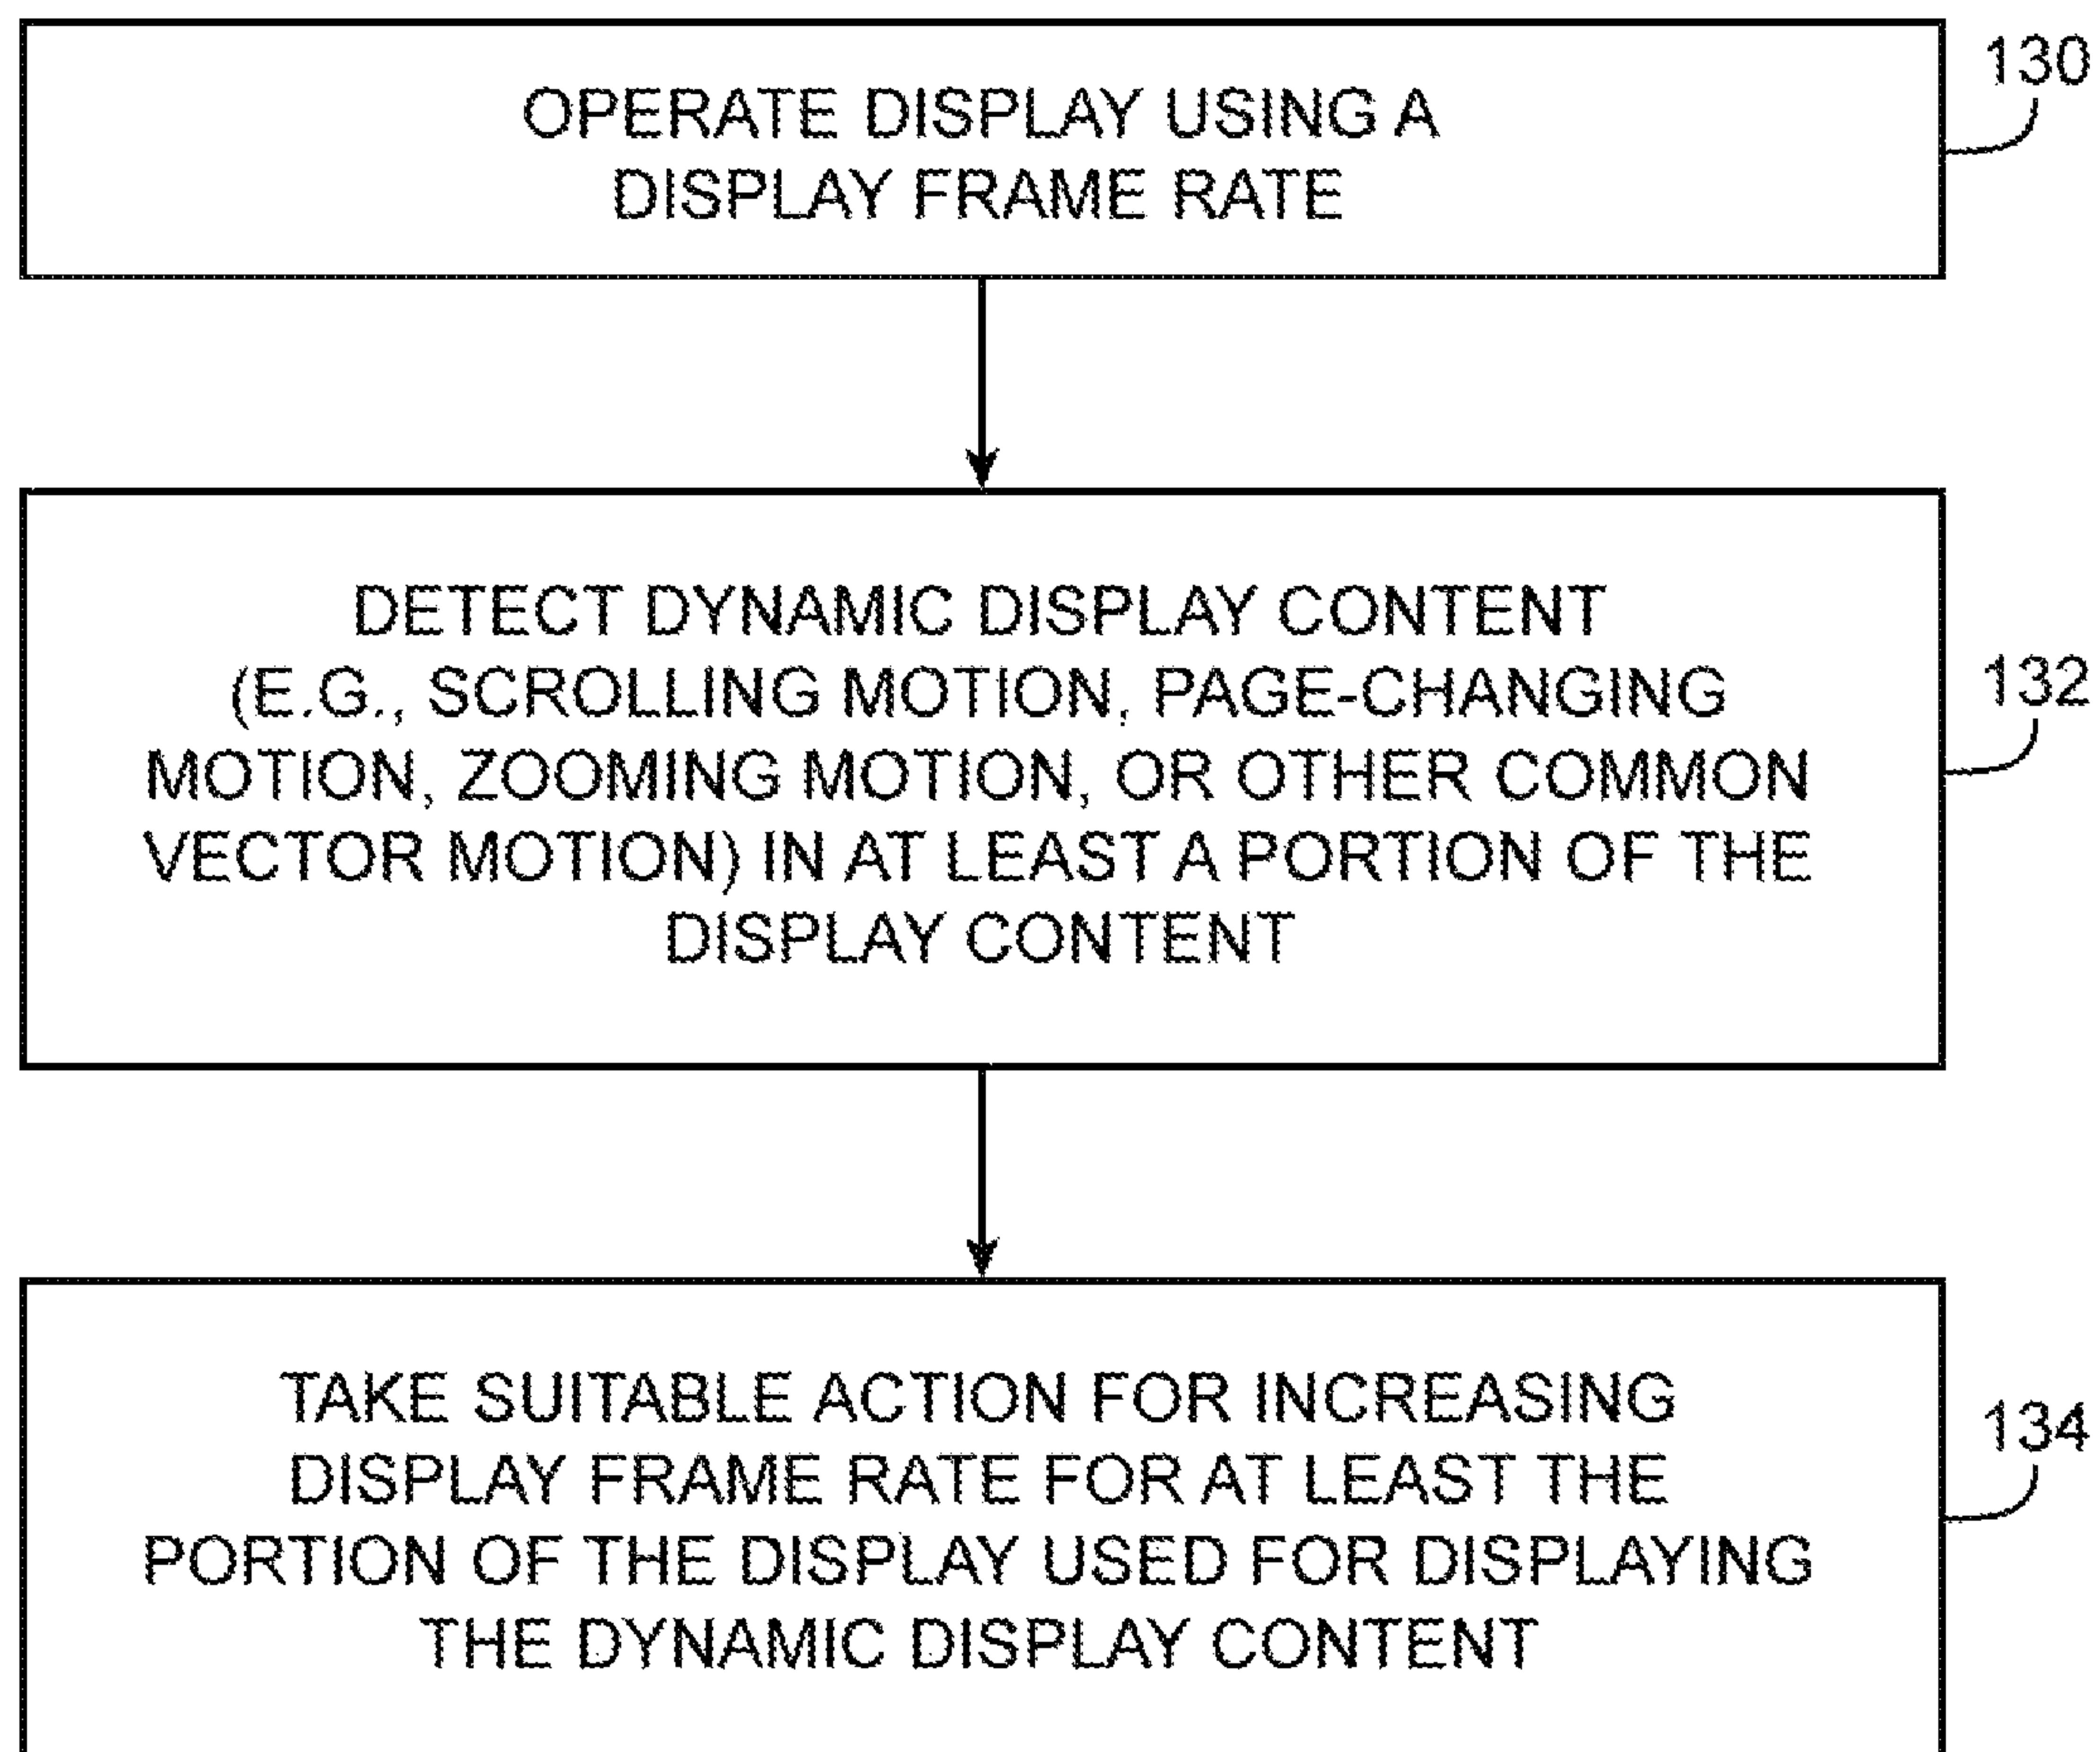 130
OPERATE DISPLAY USING A
DISPLAY FRAME RATE
DETECT DYNAMIC DISPLAY CONTENT
(E.G., SCROLLING MOTION, PAGE-CHANGING
132
MOTION, ZOOMING MOTION, OR OTHER COMMON
VECTOR MOTION) IN AT LEAST A PORTION OF THE
DISPLAY CONTENT
TAKE SUITABLE ACTION FOR INCREASING
134
DISPLAY FRAME RATE FOR AT LEAST THE
PORTION OF THE DISPLAY USED FOR DISPLAYING
THE DYNAMIC DISPLAY CONTENT